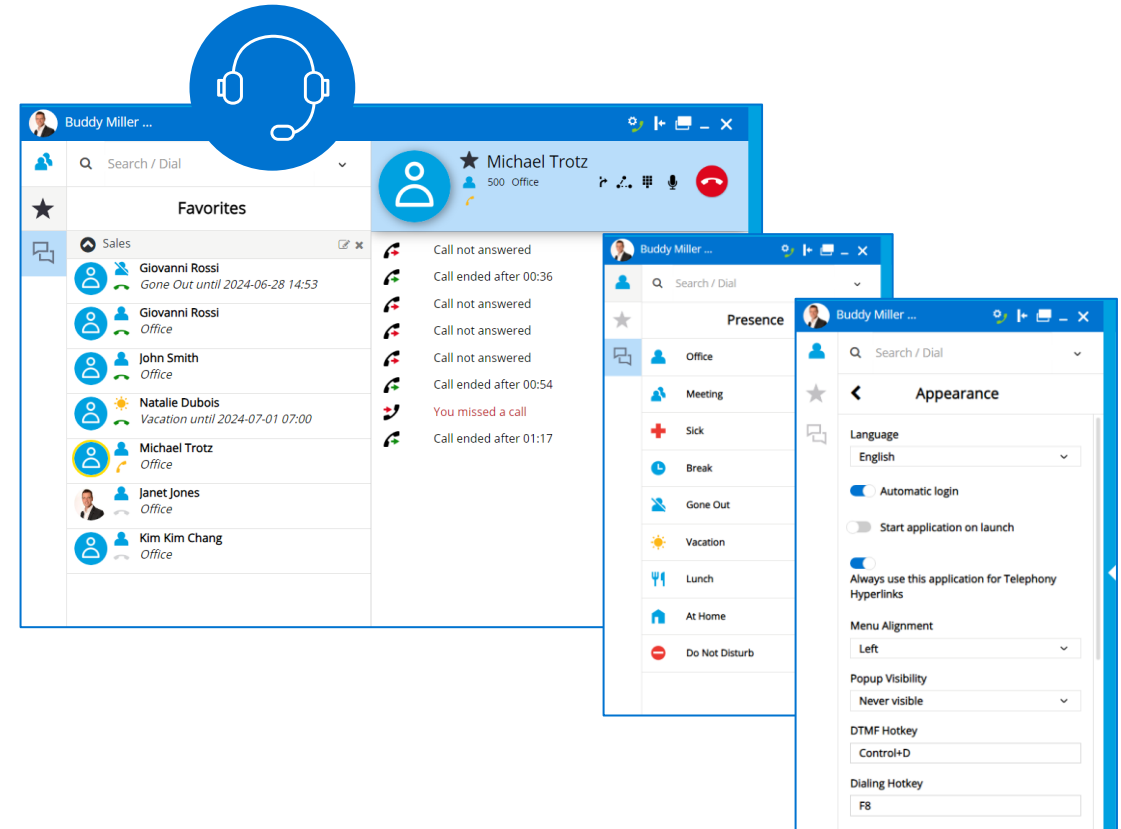 Buddy Miller ...
Search / Dial
Favorites
Sales
Giovanni Rossi
Gone Out until 2024-06-28 14:53
Giovanni Rossi
Office
John Smith
Office
Natalie Dubois
Vacation until 2024-07-01 07:00
Michael Trotz
Office
Janet Jones
Office
Kim Kim Chang
Office
Michael Trotz
500 Office
Call not answered
Call ended after 00:36
Call not answered
Call not answered
Call not answered
Call ended after 00:54
You missed a call
Call ended after 01:17
Buddy Miller ...
Search / Dial
Presence
Office
Meeting
Sick
Break
Gone Out
Vacation
Lunch
At Home
Do Not Disturb
Buddy Miller ...
Search / Dial
Appearance
Language
English
Automatic login
Start application on launch
Always use this application for Telephony
Hyperlinks
Menu Alignment
Left
Popup Visibility
Never visible
DTMF Hotkey
Control+D
Dialing Hotkey
F8